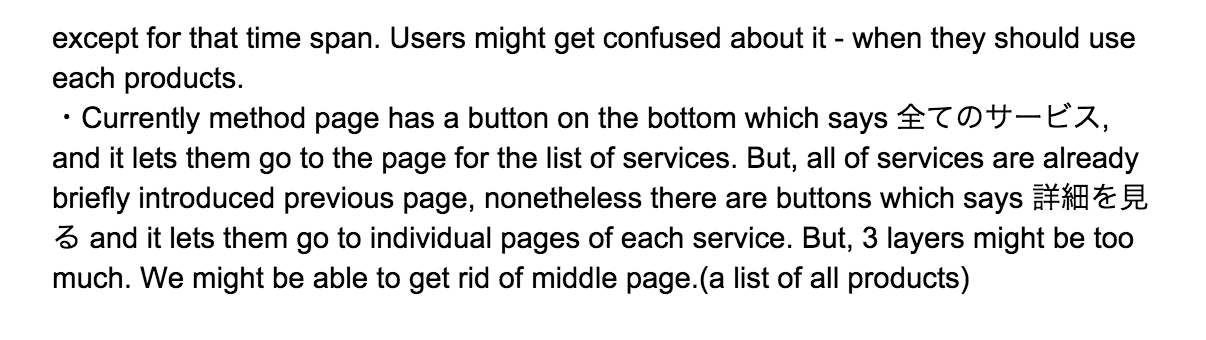 except for that time span. Users might get confused about it - when they should use
each products.
・Currently method page has a button on the bottom which says 全てのサービス,
and it lets them go to the page for the list of services. But, all of services are already
briefly introduced previous page, nonetheless there are buttons which says 詳細を見
る and it lets them go to individual pages of each service. But, 3 layers might be too
much. We might be able to get rid of middle page.(a list of all products)